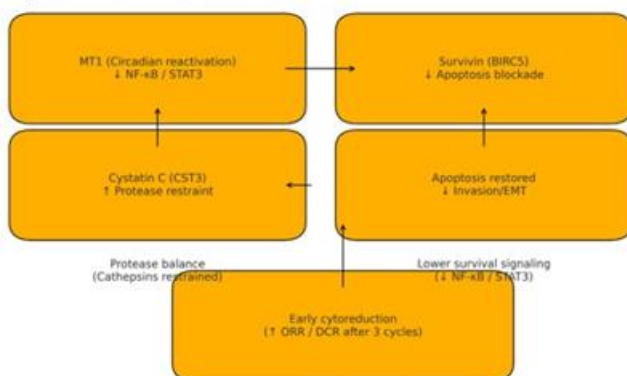 MT1 (Circadian reactivation)
↓ NF-κB / STAT3
Survivin (BIRC5)
↓ Apoptosis blockade
Cystatin C (CST3)
↑ Protease restraint
Apoptosis restored
↓ Invasion/EMT
Protease balance
(Cathepsins restrained)
Lower survival signaling
(↓ NF-κB / STAT3)
Early cytoreduction
(↑ ORR / DCR after 3 cycles)